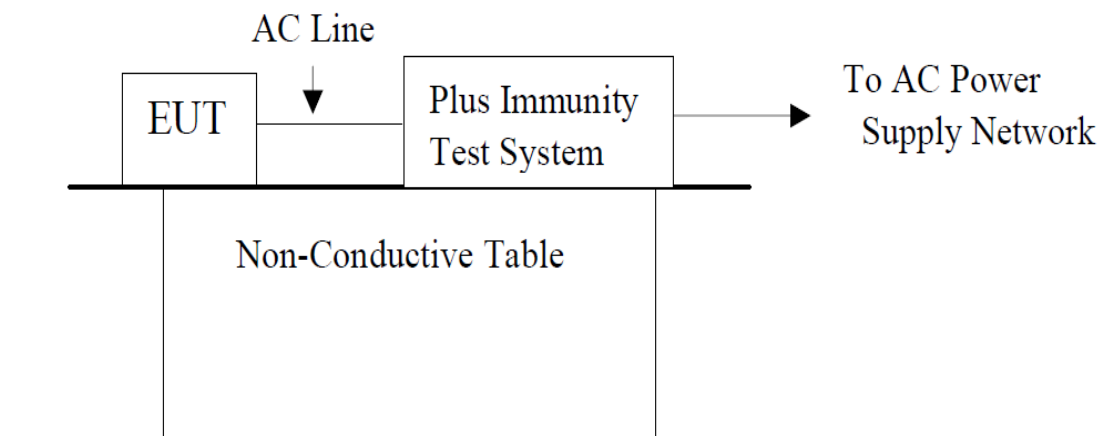 AC Line
EUT
Plus Immunity
Test System
To AC Power
Supply Network
Non-Conductive Table